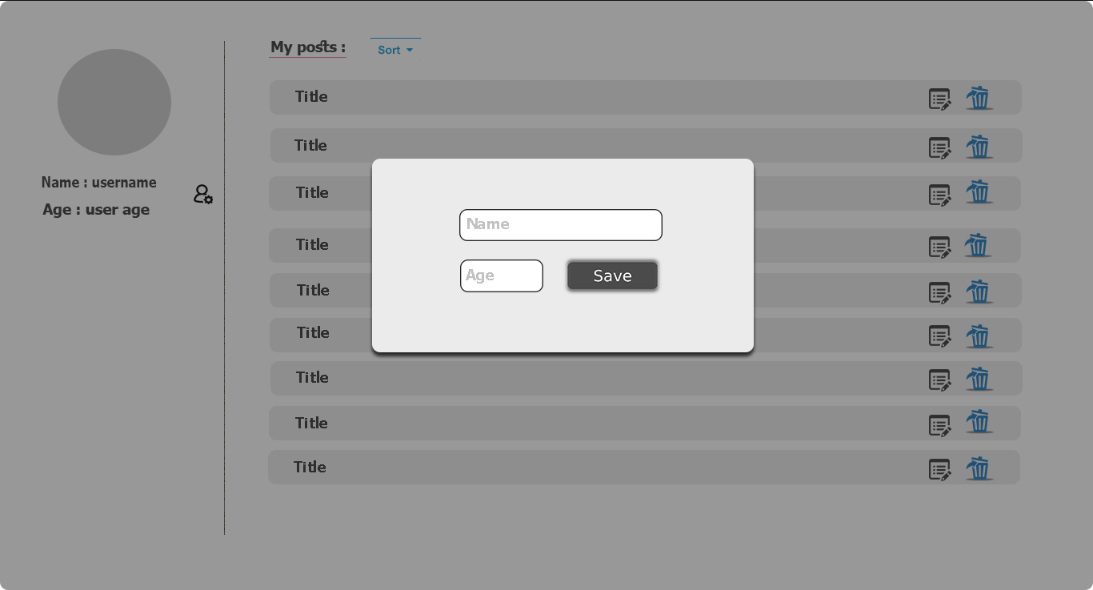 My posts :
Sort
Name : username
Age : user age
Title
Title
Title
Title
Title
Title
Title
Title
Title
Name
Age
Save